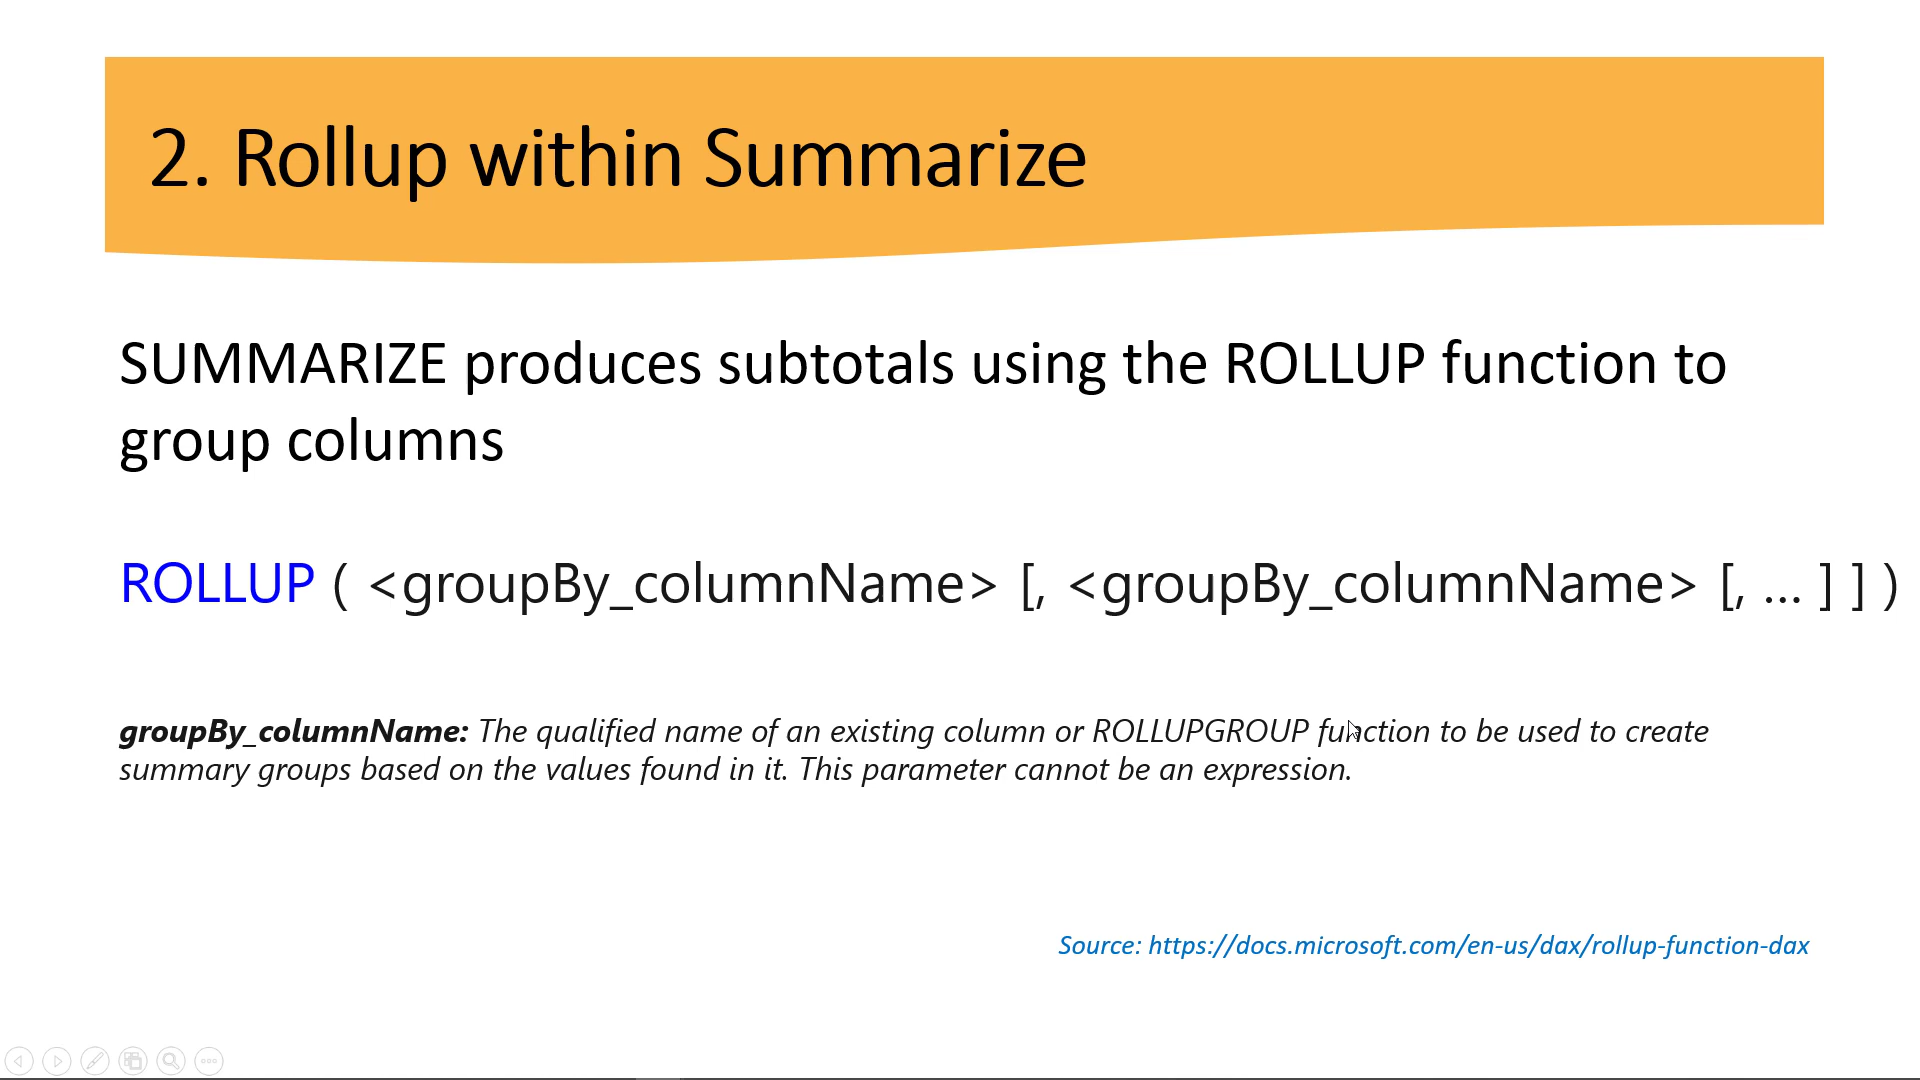 2. Rollup within Summarize
SUMMARIZE produces subtotals using the ROLLUP function to
group columns
ROLLUP ( <groupBy_columnName> [, <groupBy_columnName> [, … ] ] )
groupBy_columnName: The qualified name of an existing column or ROLLUPGROUP function to be used to create
summary groups based on the values found in it. This parameter cannot be an expression.
Source: https://docs.microsoft.com/en-us/dax/rollup-function-dax